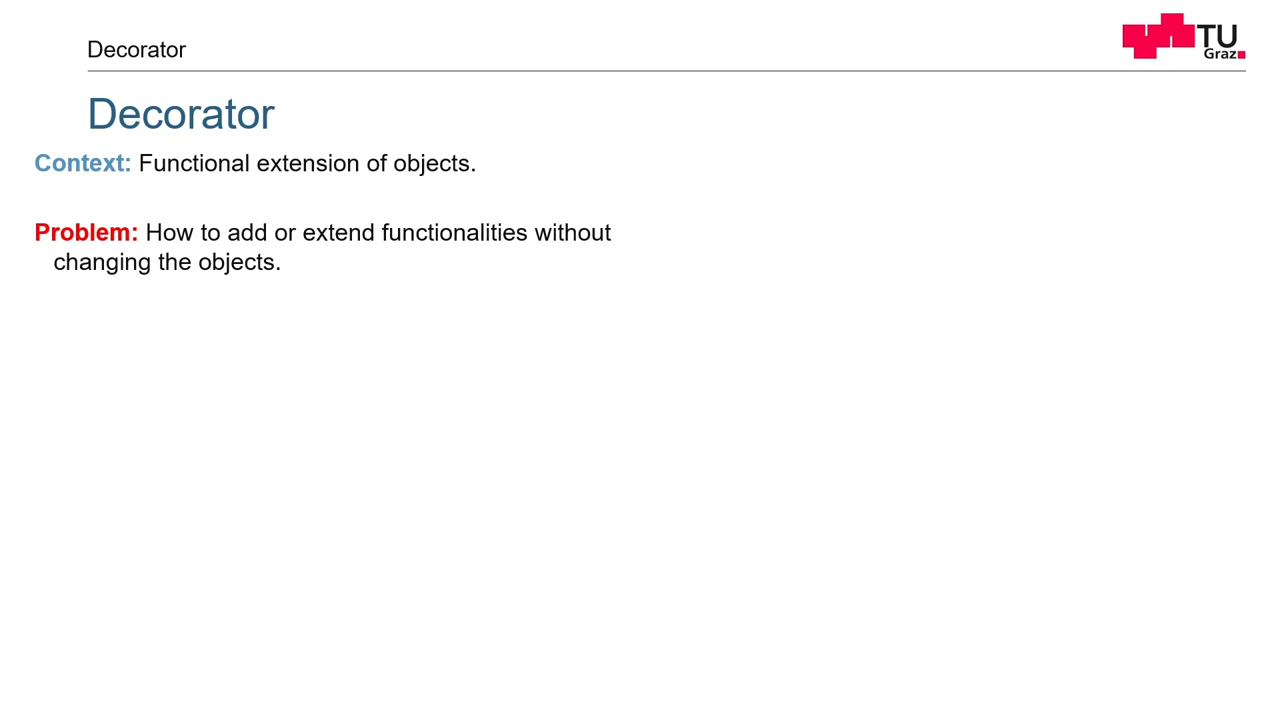 Decorator
TU
Graz
Decorator
Context: Functional extension of objects.
Problem: How to add or extend functionalities without
changing the objects.